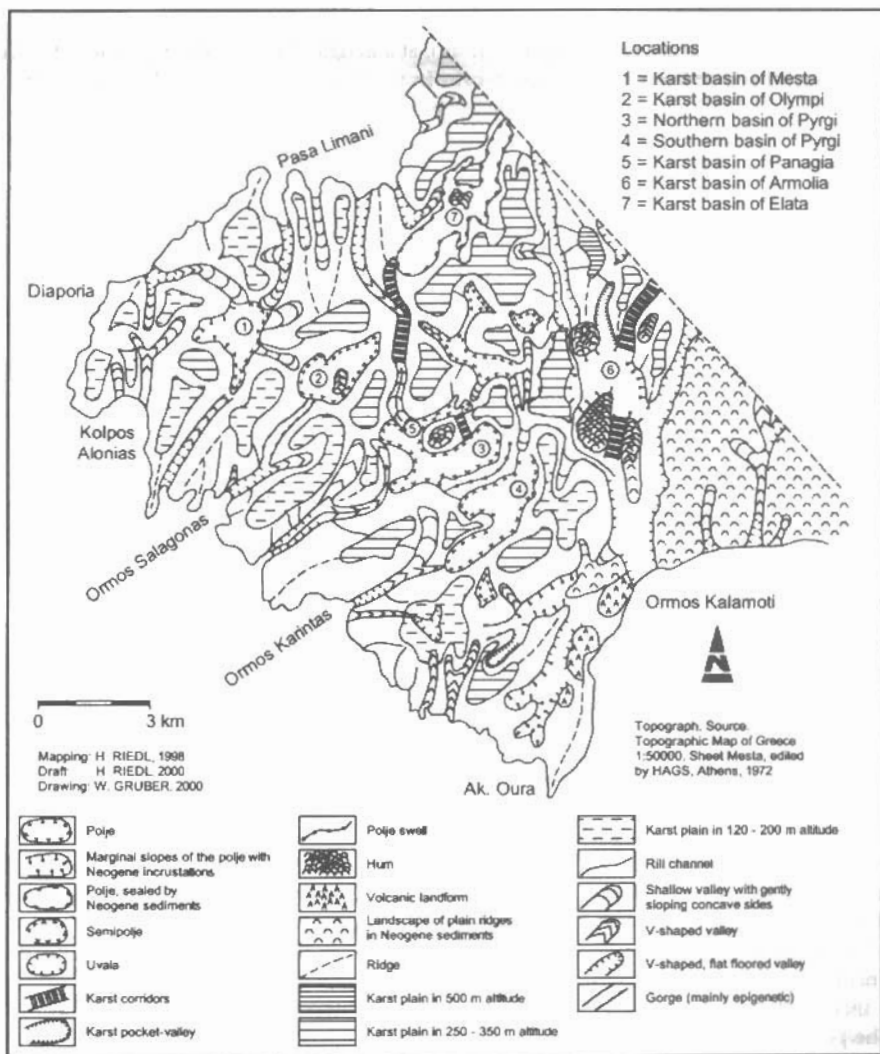 Locations
1 = Karst basin of Mesta
2 = Karst basin of Olympi
3 = Northern basin of Pyrgi
4 = Southern basin of Pyrgi
5 = Karst basin of Panagia
6 = Karst basin of Armolia
7 = Karst basin of Elata
Pasa Limani
Diaporia
Kolpos
Alonias
Ormos Salagonas
Ormos Karintas
Ormos Kalamoti
Ak. Oura
1
2
3
4
5
6
7
N
0 3 km
Mapping: H. RIEDL, 1998
Draft H. RIEDL. 2000
Drawing: W. GRUBER. 2000
Topograph. Source.
Topographic Map of Greece
1:50000, Sheet Mesta, edited
by HAGS, Athens, 1972
Polje
Marginal slopes of the polje with
Neogene incrustations
Polje, sealed by
Neogene sediments
Semipolje
Uvala
Karst corridors
Karst pocket-valley
Polje swell
Hum
Volcanic landform
Landscape of plain ridges
in Neogene sediments
Ridge
Karst plain in 500 m altitude
Karst plain in 250 - 350 m altitude
Karst plain in 120 - 200 m altitude
Rill channel
Shallow valley with gently
sloping concave sides
V-shaped valley
V-shaped, flat floored valley
Gorge (mainly epigenetic)